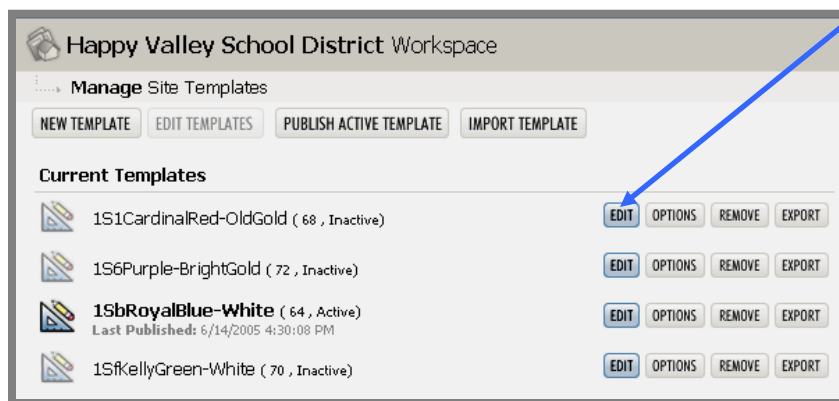 Happy Valley School District Workspace
Manage Site Templates
NEW TEMPLATE EDIT TEMPLATES PUBLISH ACTIVE TEMPLATE IMPORT TEMPLATE
Current Templates
1S1CardinalRed-OldGold ( 68 , Inactive) EDIT OPTIONS REMOVE EXPORT
1S6Purple-BrightGold ( 72 , Inactive) EDIT OPTIONS REMOVE EXPORT
1SbRoyalBlue-White ( 64 , Active) EDIT OPTIONS REMOVE EXPORT
Last Published: 6/14/2005 4:30:08 PM
1SfKellyGreen-White ( 70 , Inactive) EDIT OPTIONS REMOVE EXPORT